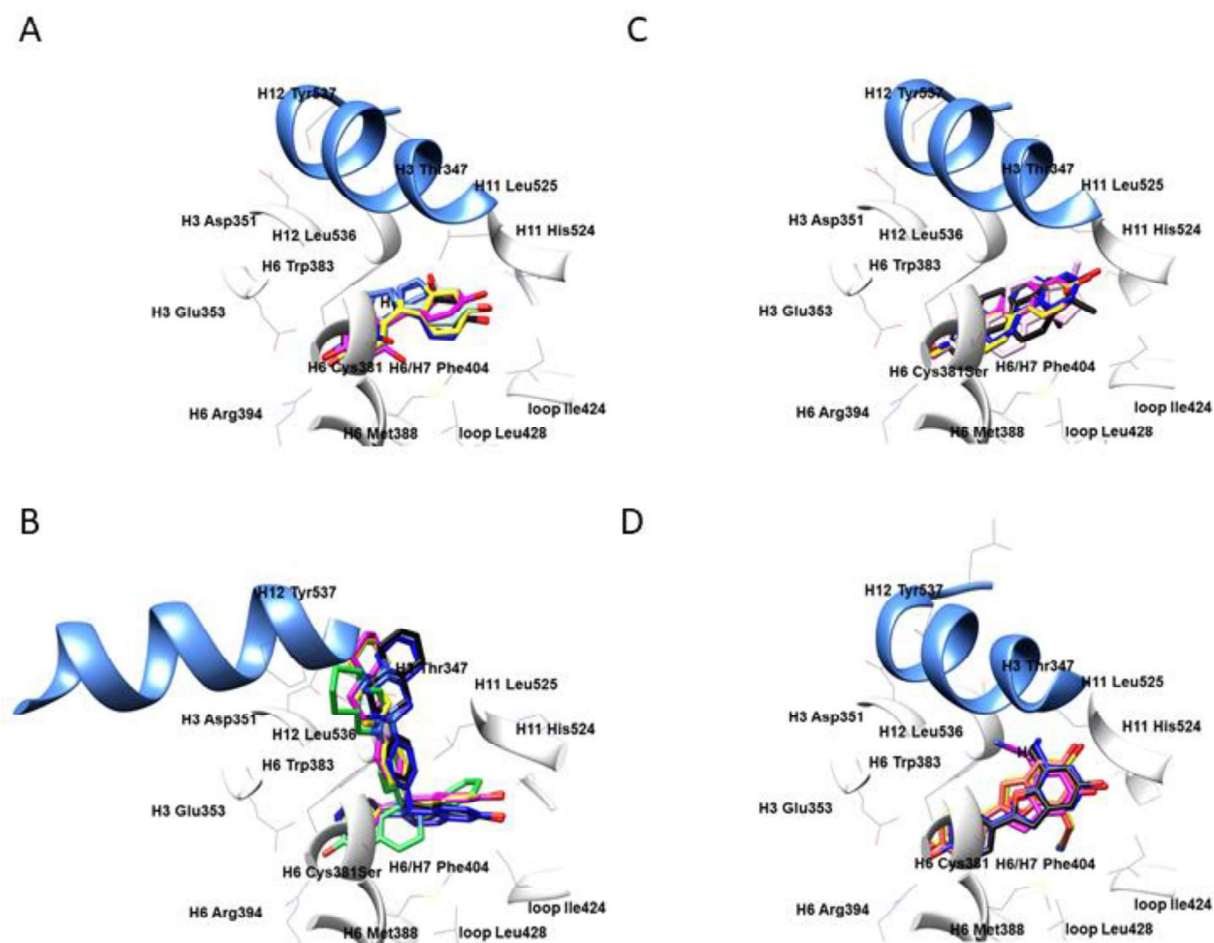 A
H12 Tyr537
H3 Thr347
H11 Leu525
H3 Asp351
H12 Leu536
H11 His524
H6 Trp383
H
H3 Glu353
H6 Cys381
H6/H7 Phe404
H6 Arg394
loop Ile424
H6 Met388
loop Leu428
C
H12 Tyr537
H3 Thr347
H11 Leu525
H3 Asp351
H12 Leu536
H11 His524
H6 Trp383
H3 Glu353
H6 Cys381Ser
H6/H7 Phe404
H6 Arg394
loop Ile424
H6 Met388
loop Leu428
B
H12 Tyr537
H3 Thr347
H11 Leu525
H3 Asp351
H12 Leu536
H11 His524
H6 Trp383
H3 Glu353
H6 Cys381Ser
H6/H7 Phe404
H6 Arg394
loop Ile424
H6 Met388
loop Leu428
D
H12 Tyr537
H3 Thr347
H11 Leu525
H3 Asp351
H12 Leu536
H11 His524
H6 Trp383
H3 Glu353
H6 Cys381
H6/H7 Phe404
H6 Arg394
loop Ile424
H6 Met388
loop Leu428